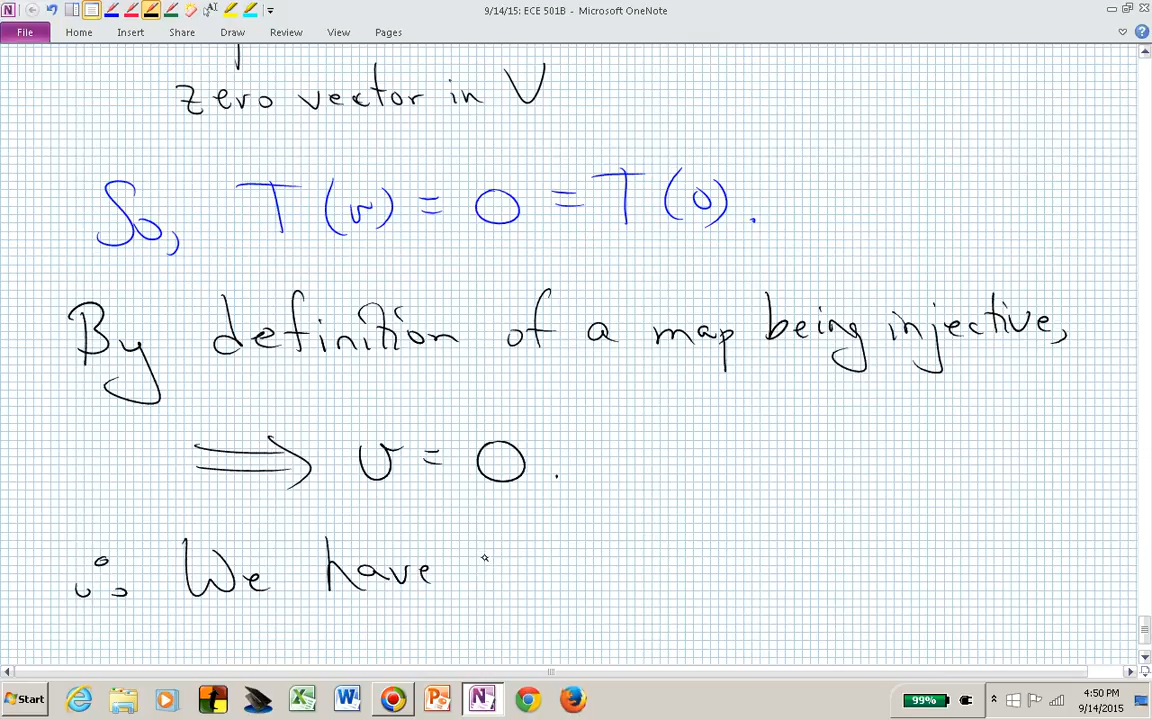 9/14/15: ECE 501B - Microsoft OneNote
File Home Insert Share Draw Review View Pages
zero vector in V
So, T(v) = 0 = T(0).
By definition of a map being injective,
⟹ v = 0.
∴ We have
Start
99%
4:50 PM
9/14/2015